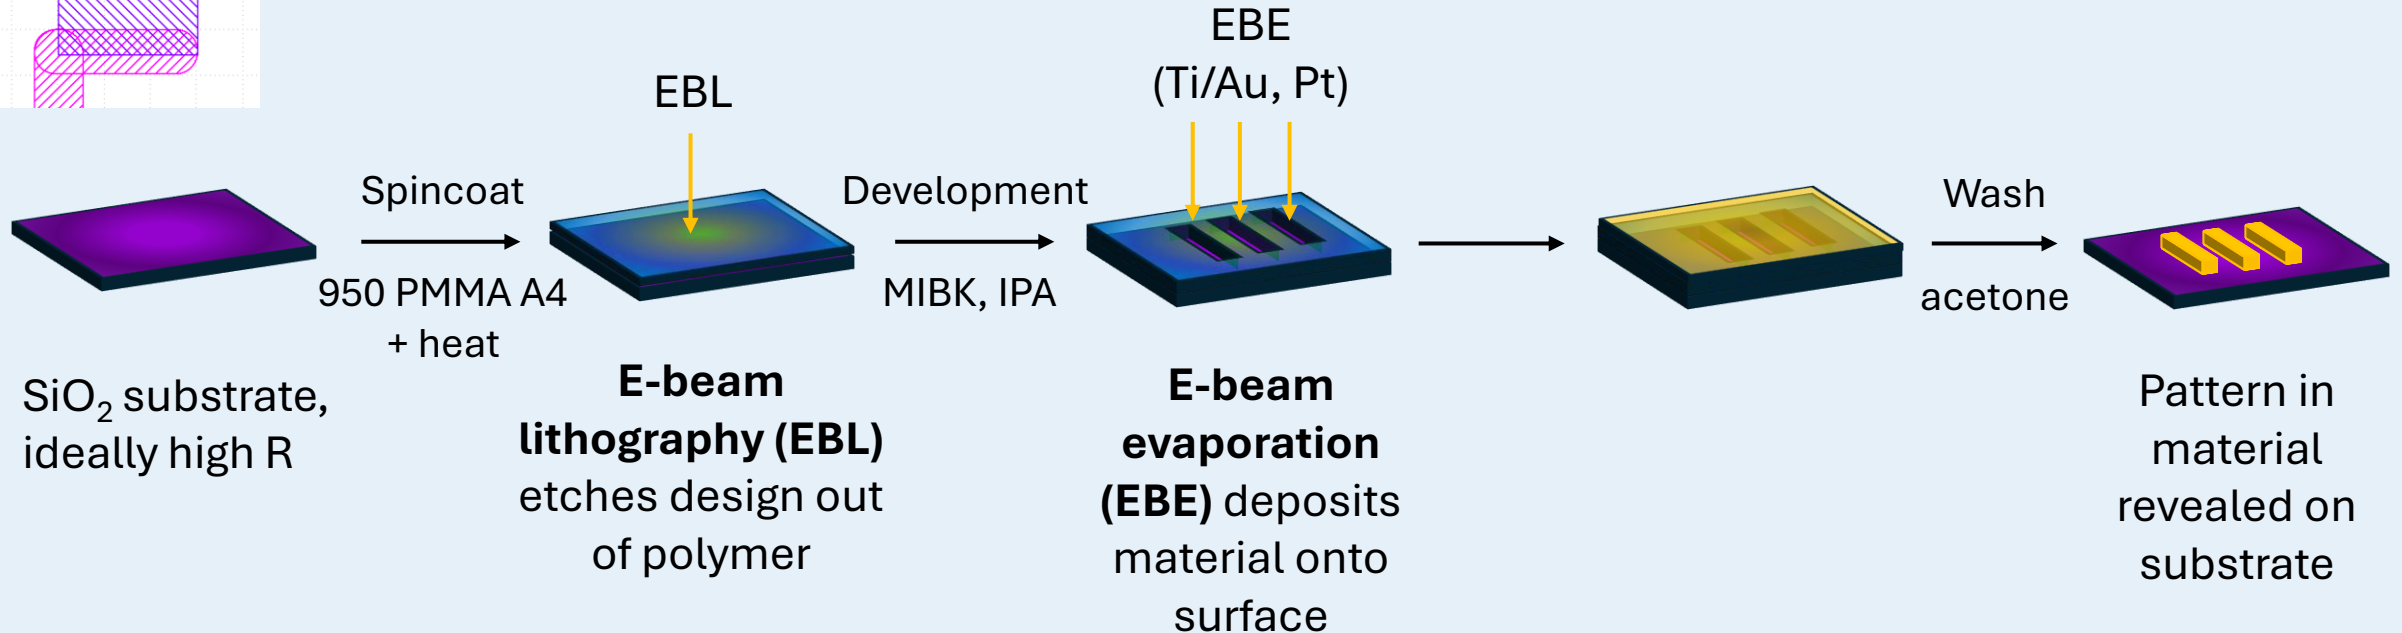 EBL
EBE
(Ti/Au, Pt)
Spincoat
950 PMMA A4
+ heat
Development
MIBK, IPA
Wash
acetone
SiO₂ substrate,
ideally high R
E-beam
lithography (EBL)
etches design out
of polymer
E-beam
evaporation
(EBE) deposits
material onto
surface
Pattern in
material
revealed on
substrate